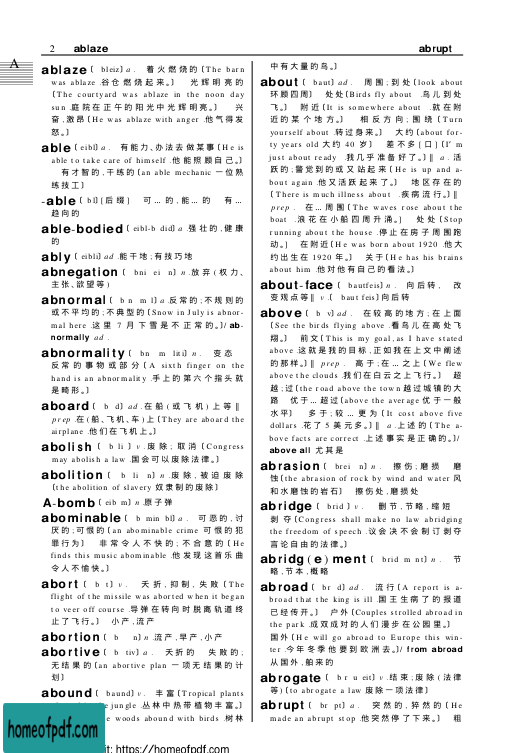 2 ablaze
abrupt
A
ablaze〔 bleiz〕a . 着火燃烧的〔The barn
was ablaze .谷仓燃烧起来。〕 光辉明亮的
〔The courtyard was ablaze in the noon day
sun .庭院在正午的阳光中光辉明亮。〕 兴
奋,激昂〔He was ablaze with anger .他气得发
怒。〕
able〔 eibl〕a . 有能力、办法去做某事〔He is
able to take care of himself .他能照顾自己。〕
有才智的,干练的〔an able mechanic 一位熟
练技工〕
-able〔 bl〕[后缀] 可 ... 的,能... 的 有 ...
趋向的
able-bodied〔 eibl-b did〕a .强壮的,健康
的
ably〔 eibli〕ad .能干地;有技巧地
abnegation〔 bni ei n〕n .放弃(权力、
主张、欲望等)
abnormal〔 b n m l〕a .反常的;不规则的
或不平均的;不典型的〔Snow in July is abnor-
mal here .这里 7 月下雪是不正常的。〕/ ab-
normally ad .
abnormality〔 bn m liti〕n . 变态
反常的事物或部分〔A sixth finger on the
hand is an abnormality .手上的第六个指头就
是畸形。〕
aboard〔 b d〕ad .在船(或飞机)上等‖
prep .在(船、飞机、车)上〔They are aboard the
airplane .他们在飞机上。〕
abolish〔 b li 〕v .废除;取消〔Congress
may abolish a law .国会可以废除法律。〕
abolition〔 b li n〕n .废除,被迫废除
〔the abolition of slavery 奴隶制的废除〕
A-bomb〔 eib m〕n .原子弹
abominable〔 b min bl〕a . 可恶的,讨
厌的;可恨的〔an abominable crime 可恨的犯
罪行为〕 非常令人不快的;不合意的〔He
finds this music abominable .他发现这首乐曲
令人不愉快。〕
abort〔 b t〕v . 夭折,抑制,失败〔The
flight of the missile was aborted when it began
to veer off course .导弹在转向时脱离轨道终
止了飞行。〕 小产,流产
abortion〔 b n〕n .流产,早产,小产
abortive〔 b tiv〕a . 夭折的 失败的;
无结果的〔an abortive plan 一项无结果的计
划〕
abound〔 baund〕v . 丰富〔Tropical plants
jungle .丛林中热带植物丰富。〕
woods abound with birds .树林
中有大量的鸟。〕
about〔 baut〕ad . 周围;到处〔look about
环顾四周〕 处处〔Birds fly about .鸟儿到处
飞。〕 附近〔It is somewhere about .就在附
近的某个地方。〕 相反方向;围绕〔Turn
yourself about .转过身来。〕 大约〔about for-
ty years old 大约 40 岁〕 差不多[口]〔I’m
just about ready .我几乎准备好了。〕‖ a .活
跃的;警觉到的或又站起来〔He is up and a-
bout again .他又活跃起来了。〕 地区存在的
〔There is much illness about .疾病流行。〕‖
prep . 在 ... 周围〔The waves rose about the
boat .浪花在小船四周升涌。〕 处处〔Stop
running about the house .停止在房子周围跑
动。〕 在附近〔He was born about 1920 .他大
约出生在 1920 年。〕 关于〔He has his brains
about him .他对他有自己的看法。〕
about-face〔 bautfeis〕n . 向后转, 改
变观点等‖ v .〔 baut feis〕向后转
above〔 b v〕ad . 在较高的地方;在上面
〔See the birds flying above .看鸟儿在高处飞
翔。〕 前文〔This is my goal ,as I have stated
above .这就是我的目标,正如我在上文中阐述
的那样。〕‖ prep . 高于;在 ... 之上〔We flew
above the clouds .我们在白云之上飞行。〕 超
越;过〔the road above the town 越过城镇的大
路 优于 ... 超过〔above the average 优于一般
水平〕 多于;较 ... 更为〔It cost above five
dollars .花了 5 美元多。〕‖ a .上述的〔The a-
bove facts are correct .上述事实是正确的。〕/
above all 尤其是
abrasion〔 brei n〕n . 擦伤;磨损 磨
蚀〔the abrasion of rock by wind and water 风
和水磨蚀的岩石〕 擦伤处,磨损处
abridge〔 brid 〕v . 删节,节略,缩短
剥夺〔Congress shall make no law abridging
the freedom of speech .议会决不会制订剥夺
言论自由的法律。〕
abridg(e)ment〔 brid m nt〕n . 节
略,节本,概略
abroad〔 br d〕ad . 流行〔A report is a-
broad that the king is ill .国王生病了的报道
已经传开。〕 户外〔Couples strolled abroad in
the park .成双成对的人们漫步在公园里。〕
国外〔He will go abroad to Europe this win-
ter .今年冬季他要到欧洲去。〕/ from abroad
从国外,舶来的
abrogate〔 b r u eit〕v .结束;废除(法律
等)〔to abrogate a law 废除一项法律〕
abrupt〔 br pt〕a . 突然的,猝然的〔He
made an abrupt stop .他突然停了下来。〕 粗
homeofpdf.com
it: https://homeofpdf.com